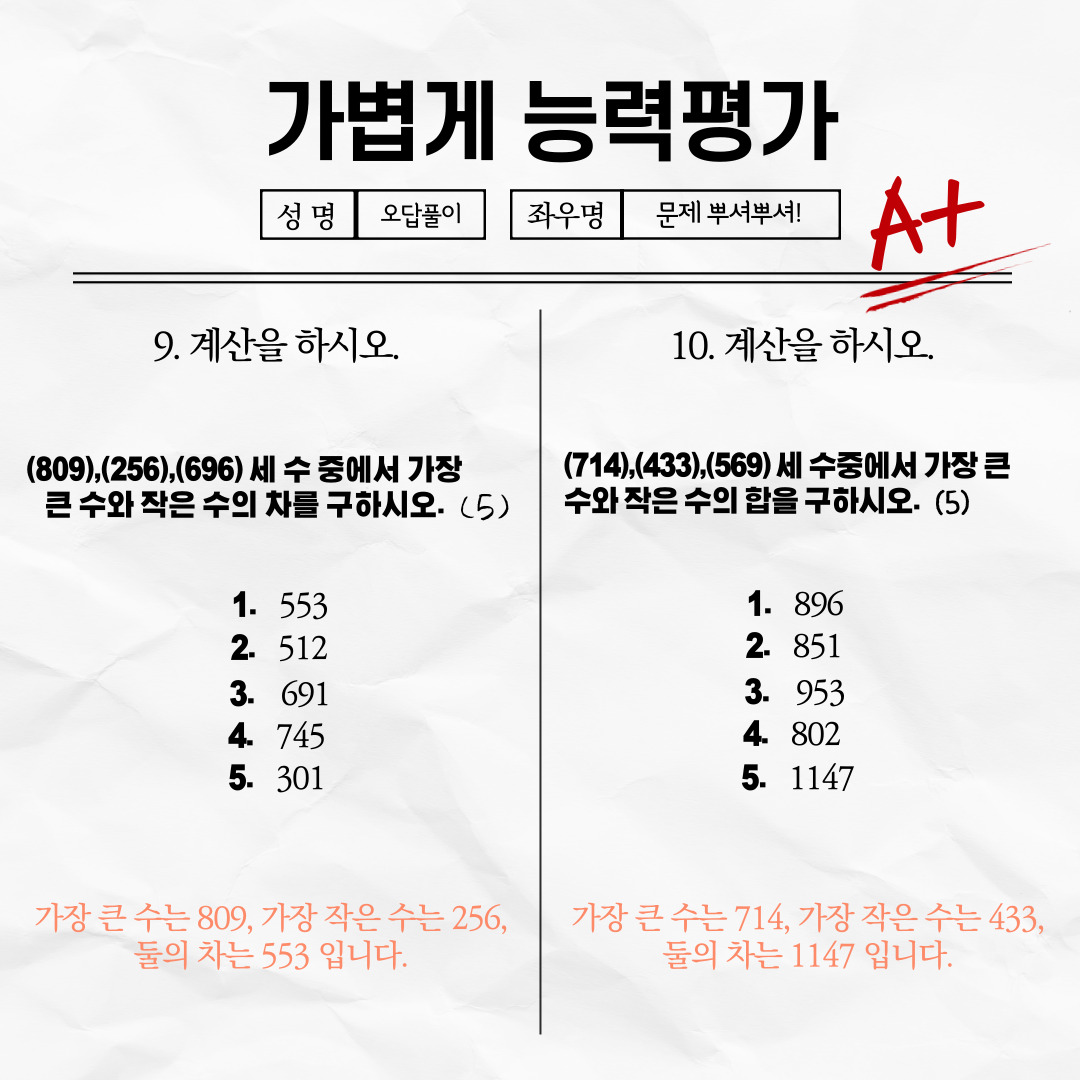 가볍게 능력평가
성 명 오답풀이 좌우명 문제 뿌셔뿌셔!
A+
9. 계산을 하시오.
(809),(256),(696) 세 수 중에서 가장
큰 수와 작은 수의 차를 구하시오. (5)
1. 553
2. 512
3. 691
4. 745
5. 301
가장 큰 수는 809, 가장 작은 수는 256,
둘의 차는 553 입니다.
10. 계산을 하시오.
(714),(433),(569) 세 수중에서 가장 큰
수와 작은 수의 합을 구하시오. (5)
1. 896
2. 851
3. 953
4. 802
5. 1147
가장 큰 수는 714, 가장 작은 수는 433,
둘의 차는 1147 입니다.